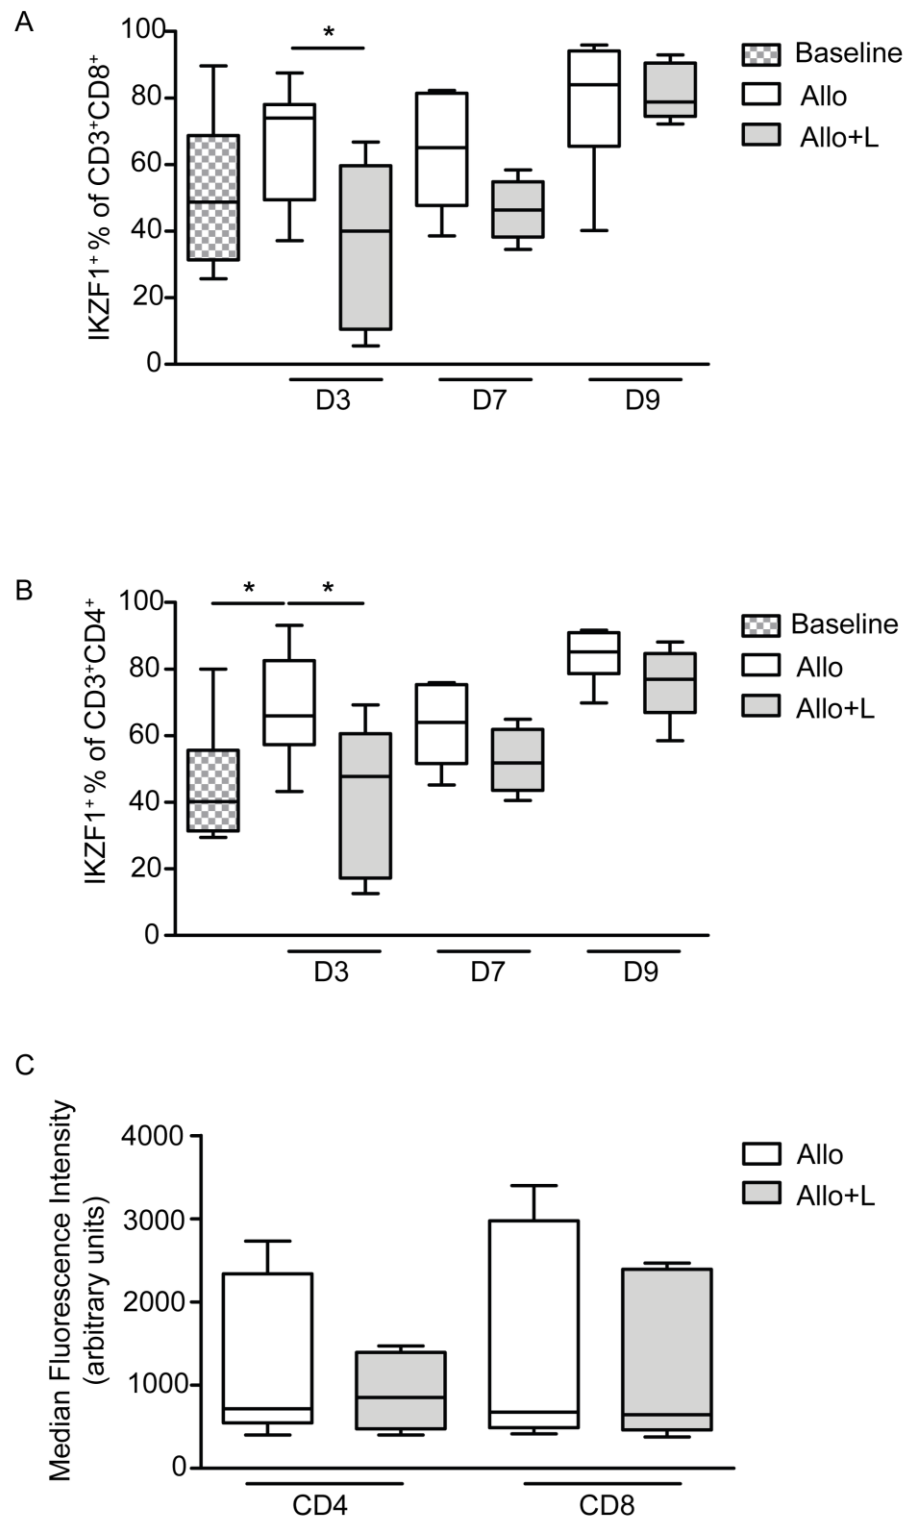 A
IKZF1⁺ % of CD3⁺CD8⁺
100
80
60
40
20
0
*
D3
D7
D9
Baseline
Allo
Allo+L
B
IKZF1⁺ % of CD3⁺CD4⁺
100
80
60
40
20
0
*
*
D3
D7
D9
Baseline
Allo
Allo+L
C
Median Fluorescence Intensity
(arbitrary units)
4000
3000
2000
1000
0
CD4
CD8
Allo
Allo+L